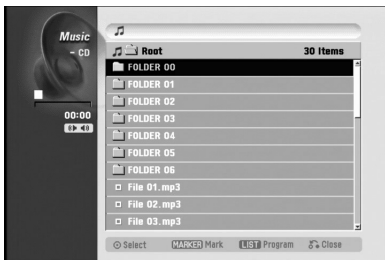 Music
- CD
00:00
Root 30 Items
FOLDER 00
FOLDER 01
FOLDER 02
FOLDER 03
FOLDER 04
FOLDER 05
FOLDER 06
File 01.mp3
File 02.mp3
File 03.mp3
Select MARKER Mark LIST Program Close